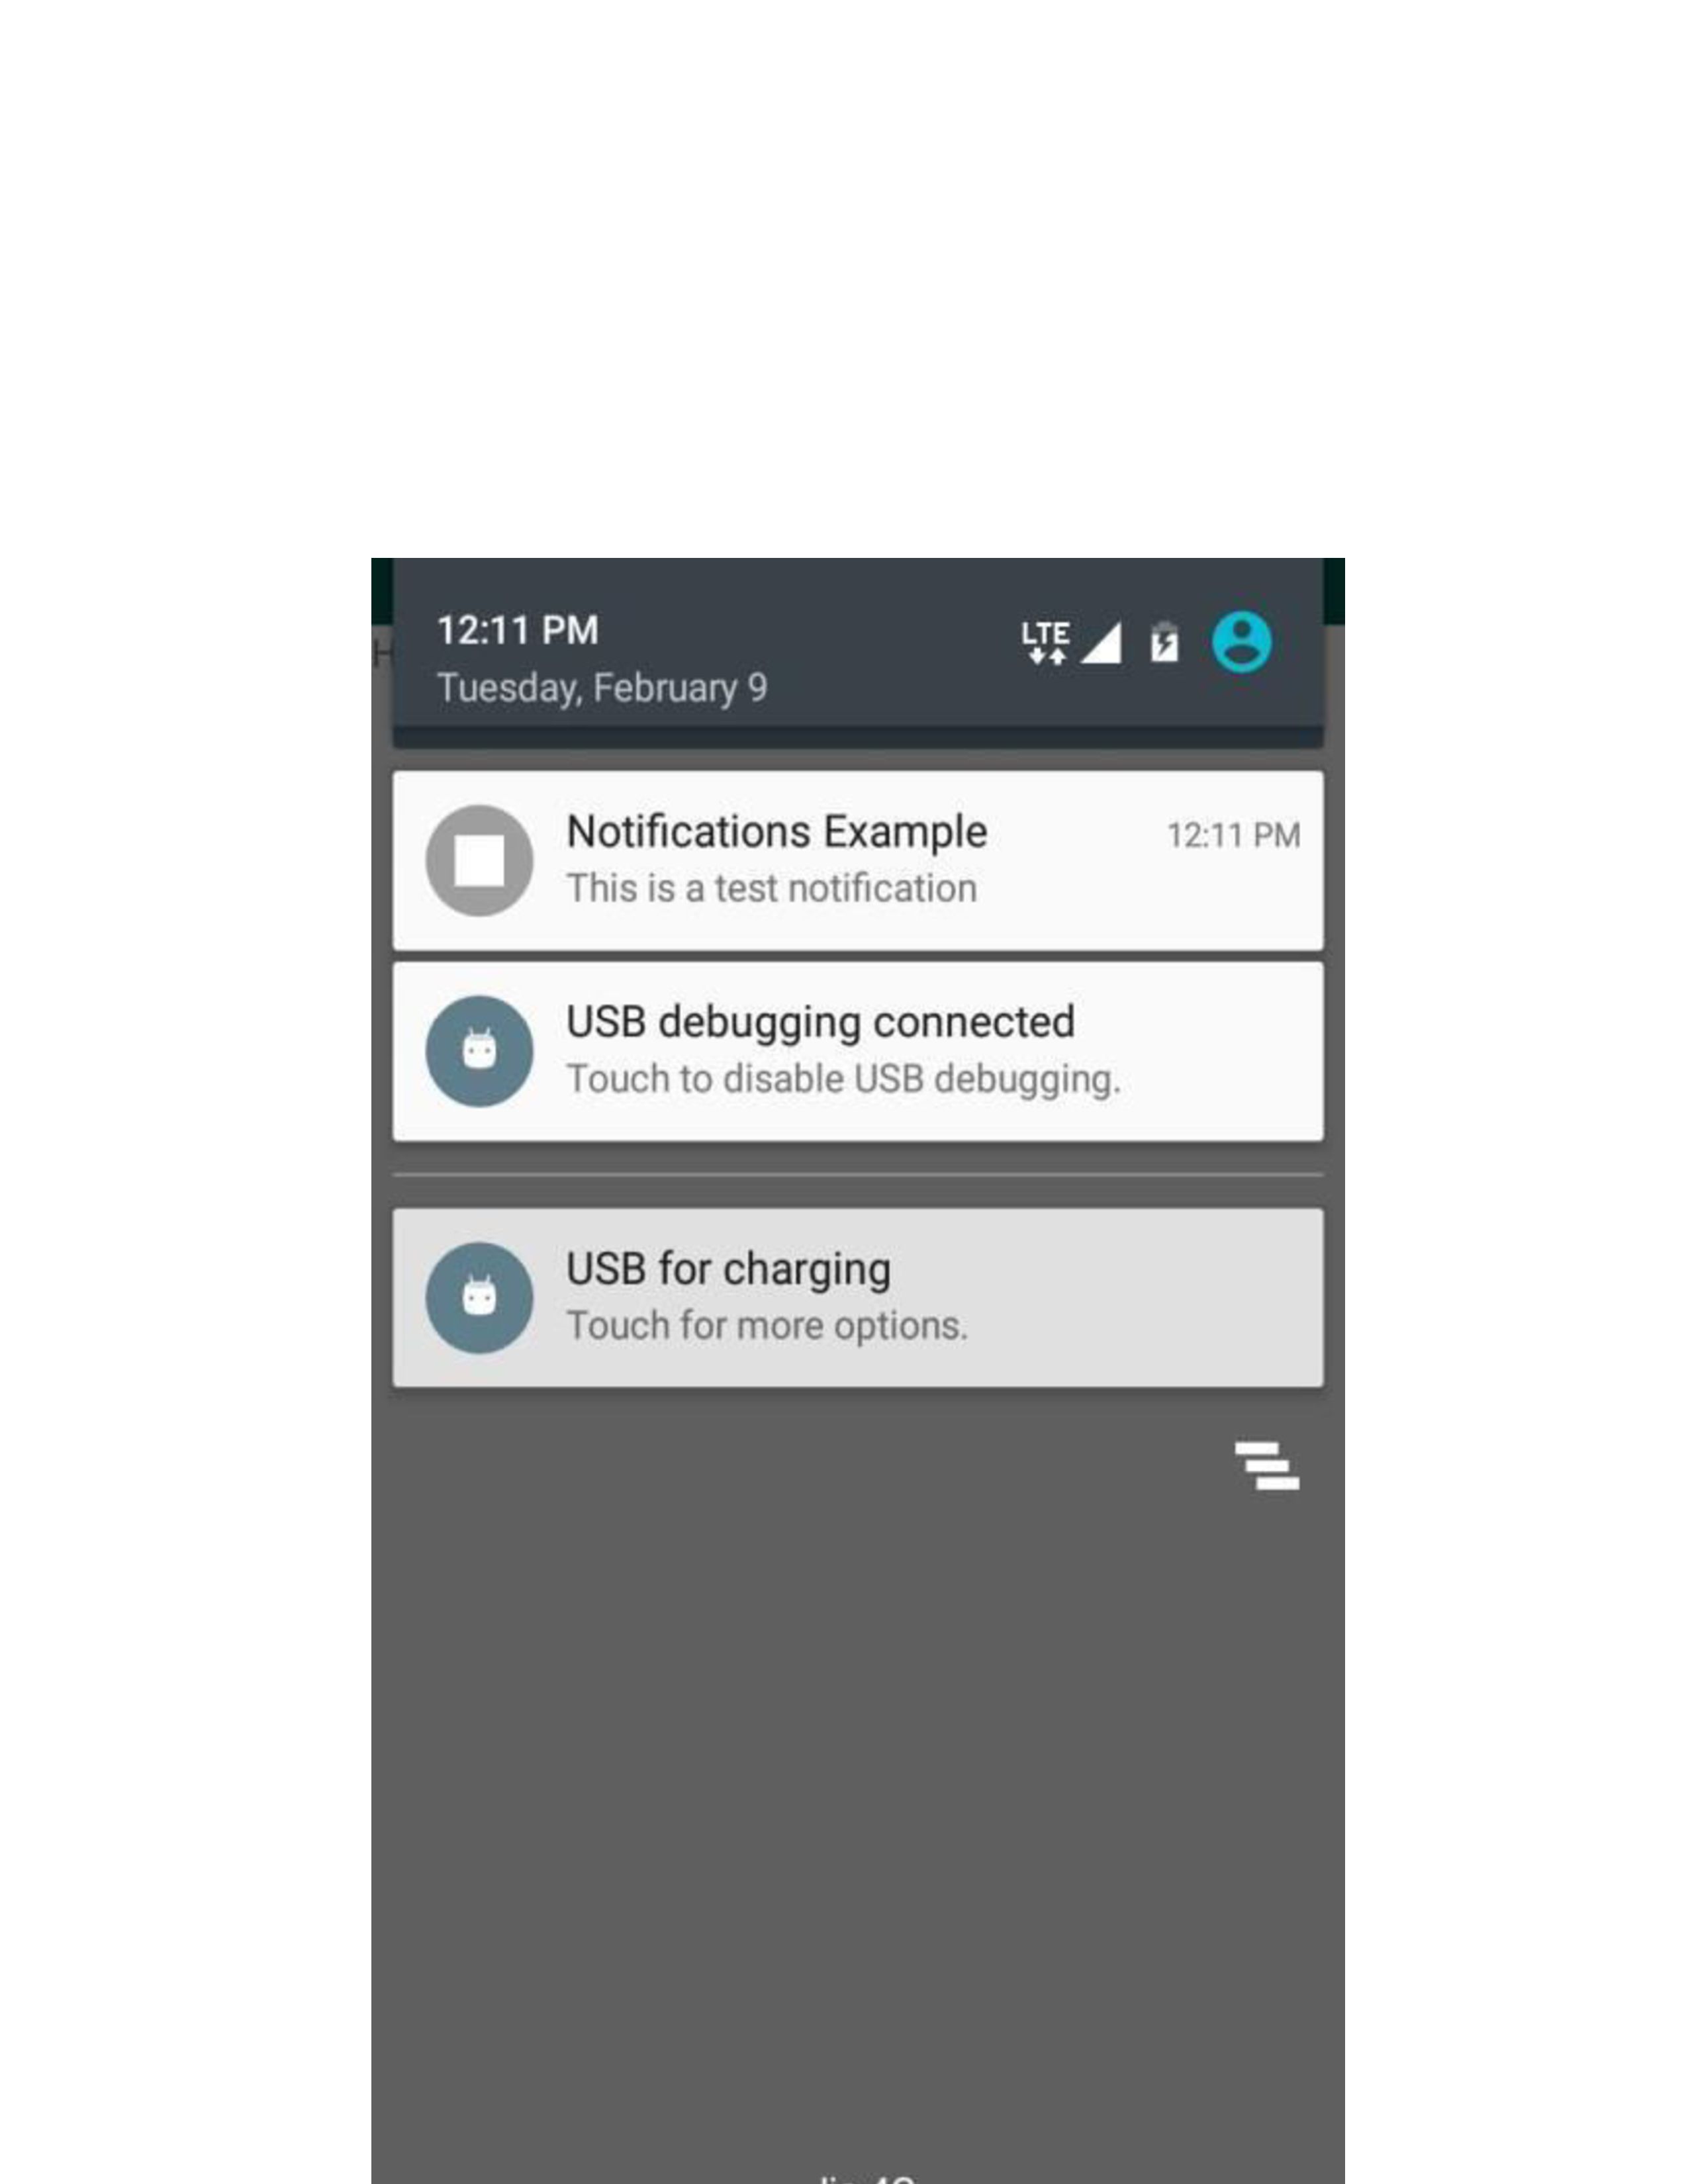 12:11 PM
LTE
Tuesday, February 9
Notifications Example
12:11 PM
This is a test notification
USB debugging connected
Touch to disable USB debugging.
USB for charging
Touch for more options.